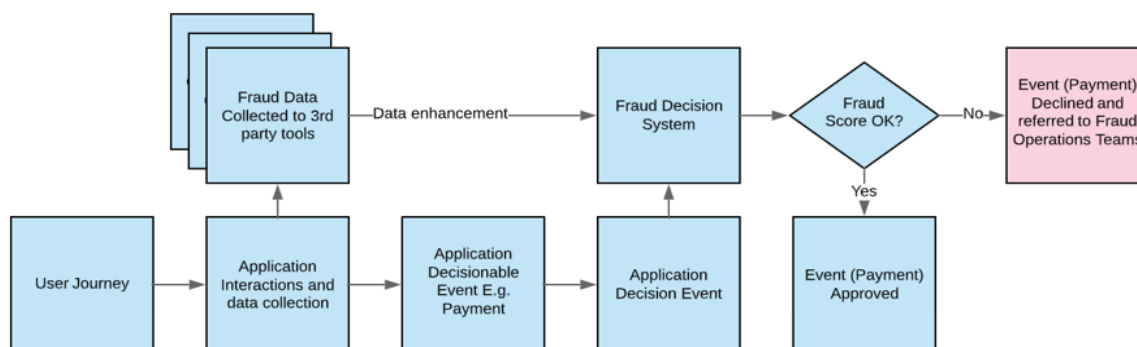 Fraud Data
Collected to 3rd
party tools
Data enhancement
Fraud Decision
System
Fraud
Score OK?
No
Event (Payment)
Declined and
referred to Fraud
Operations Teams
Yes
User Journey
Application
Interactions and
data collection
Application
Decisionable
Event E.g.
Payment
Application
Decision Event
Event (Payment)
Approved